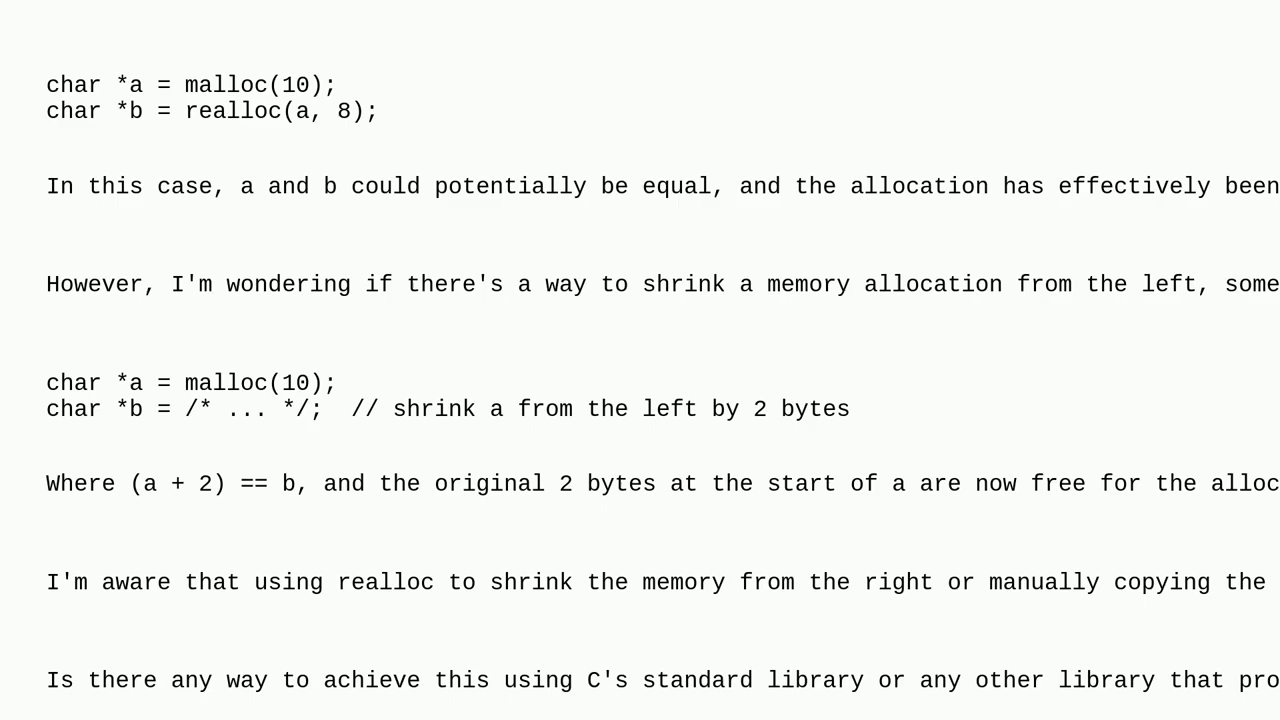 char *a = malloc(10);
char *b = realloc(a, 8);
In this case, a and b could potentially be equal, and the allocation has effectively been
However, I'm wondering if there's a way to shrink a memory allocation from the left, some
char *a = malloc(10);
char *b = /* ... */;  // shrink a from the left by 2 bytes
Where (a + 2) == b, and the original 2 bytes at the start of a are now free for the alloc
I'm aware that using realloc to shrink the memory from the right or manually copying the
Is there any way to achieve this using C's standard library or any other library that pro